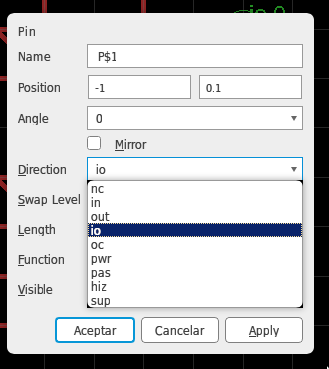 Pin
Name P$1
Position -1 0.1
Angle 0
Mirror
Direction io
nc
in
Swap Level
out
io
Length
oc
pwr
Function
pas
hiz
Visible
sup
Aceptar Cancelar Apply